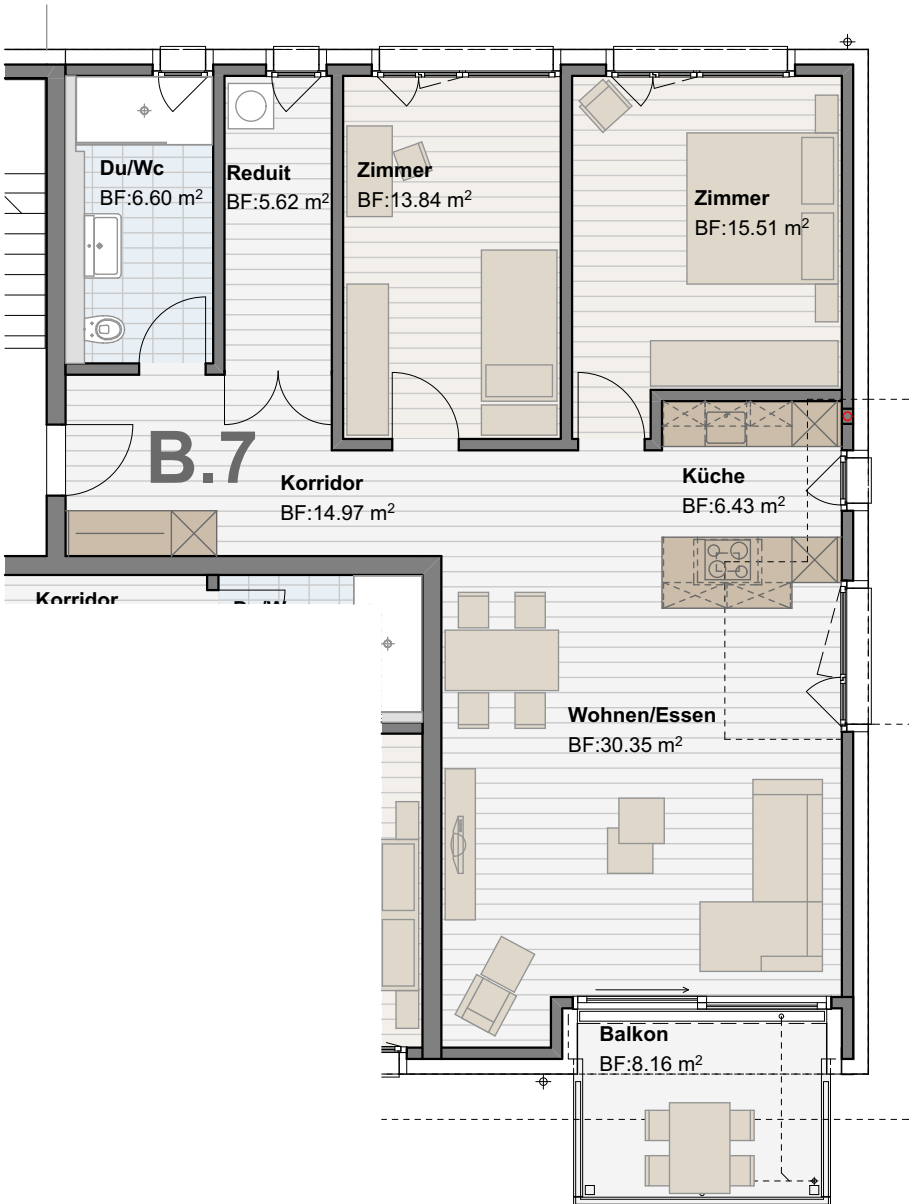 Du/Wc
BF:6.60 m²
Reduit
BF:5.62 m²
Zimmer
BF:13.84 m²
Zimmer
BF:15.51 m²
B.7
Korridor
BF:14.97 m²
Küche
BF:6.43 m²
Korridor
Wohnen/Essen
BF:30.35 m²
Balkon
BF:8.16 m²